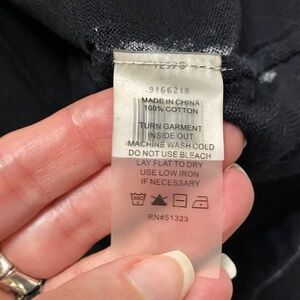 9166218
MADE IN CHINA
100% COTTON
TURN GARMENT
INSIDE OUT
MACHINE WASH COLD
DO NOT USE BLEACH
LAY FLAT TO DRY
USE LOW IRON
IF NECESSARY
RN#51323